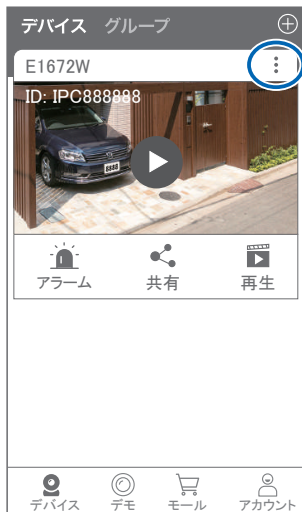 デバイス グループ
E1672W
ID: IPC888888
8888
アラーム 共有 再生
デバイス デモ モール アカウント